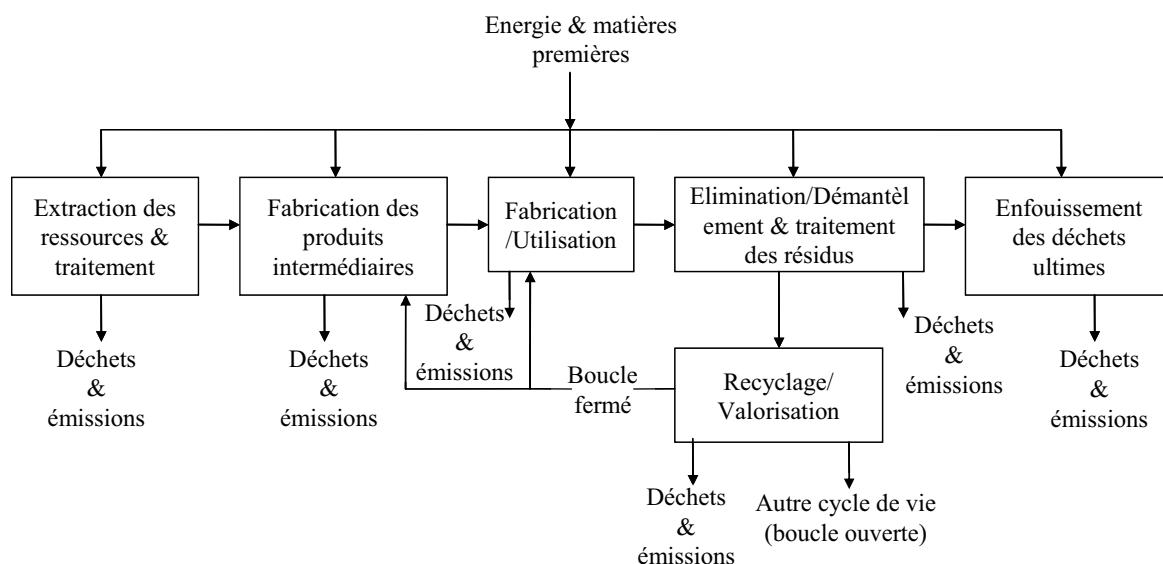 Energie & matières
premières
Extraction des
ressources &
traitement
Fabrication des
produits
intermédiaires
Fabrication
/Utilisation
Elimination/Démantèl
ement & traitement
des résidus
Enfouissement
des déchets
ultimes
Déchets
&
émissions
Déchets
&
émissions
Déchets
&
émissions
Boucle
fermé
Recyclage/
Valorisation
Déchets
&
émissions
Déchets
&
émissions
Déchets
&
émissions
Autre cycle de vie
(boucle ouverte)